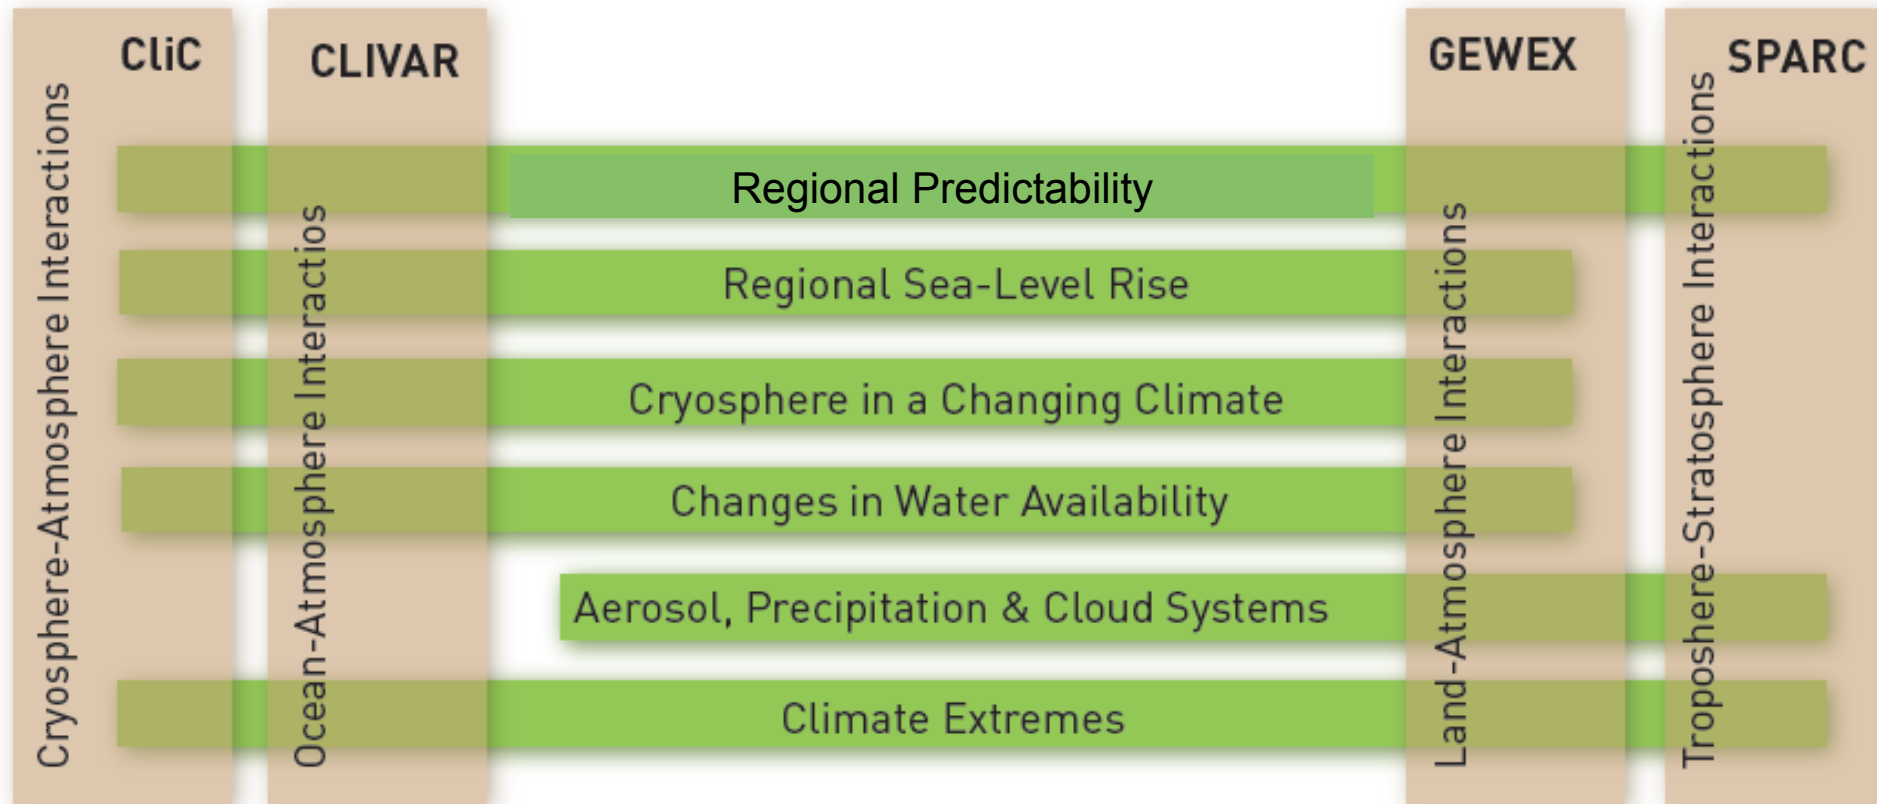 CliC
CLIVAR
GEWEX
SPARC
Cryosphere-Atmosphere Interactions
Ocean-Atmosphere Interactios
Land-Atmosphere Interactions
Troposhere-Stratosphere Interactions
Regional Predictability
Regional Sea-Level Rise
Cryosphere in a Changing Climate
Changes in Water Availability
Aerosol, Precipitation & Cloud Systems
Climate Extremes